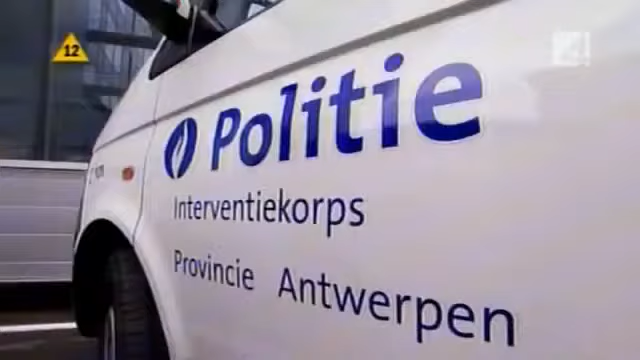 12
Politie
Interventiekorps
Provincie Antwerpen